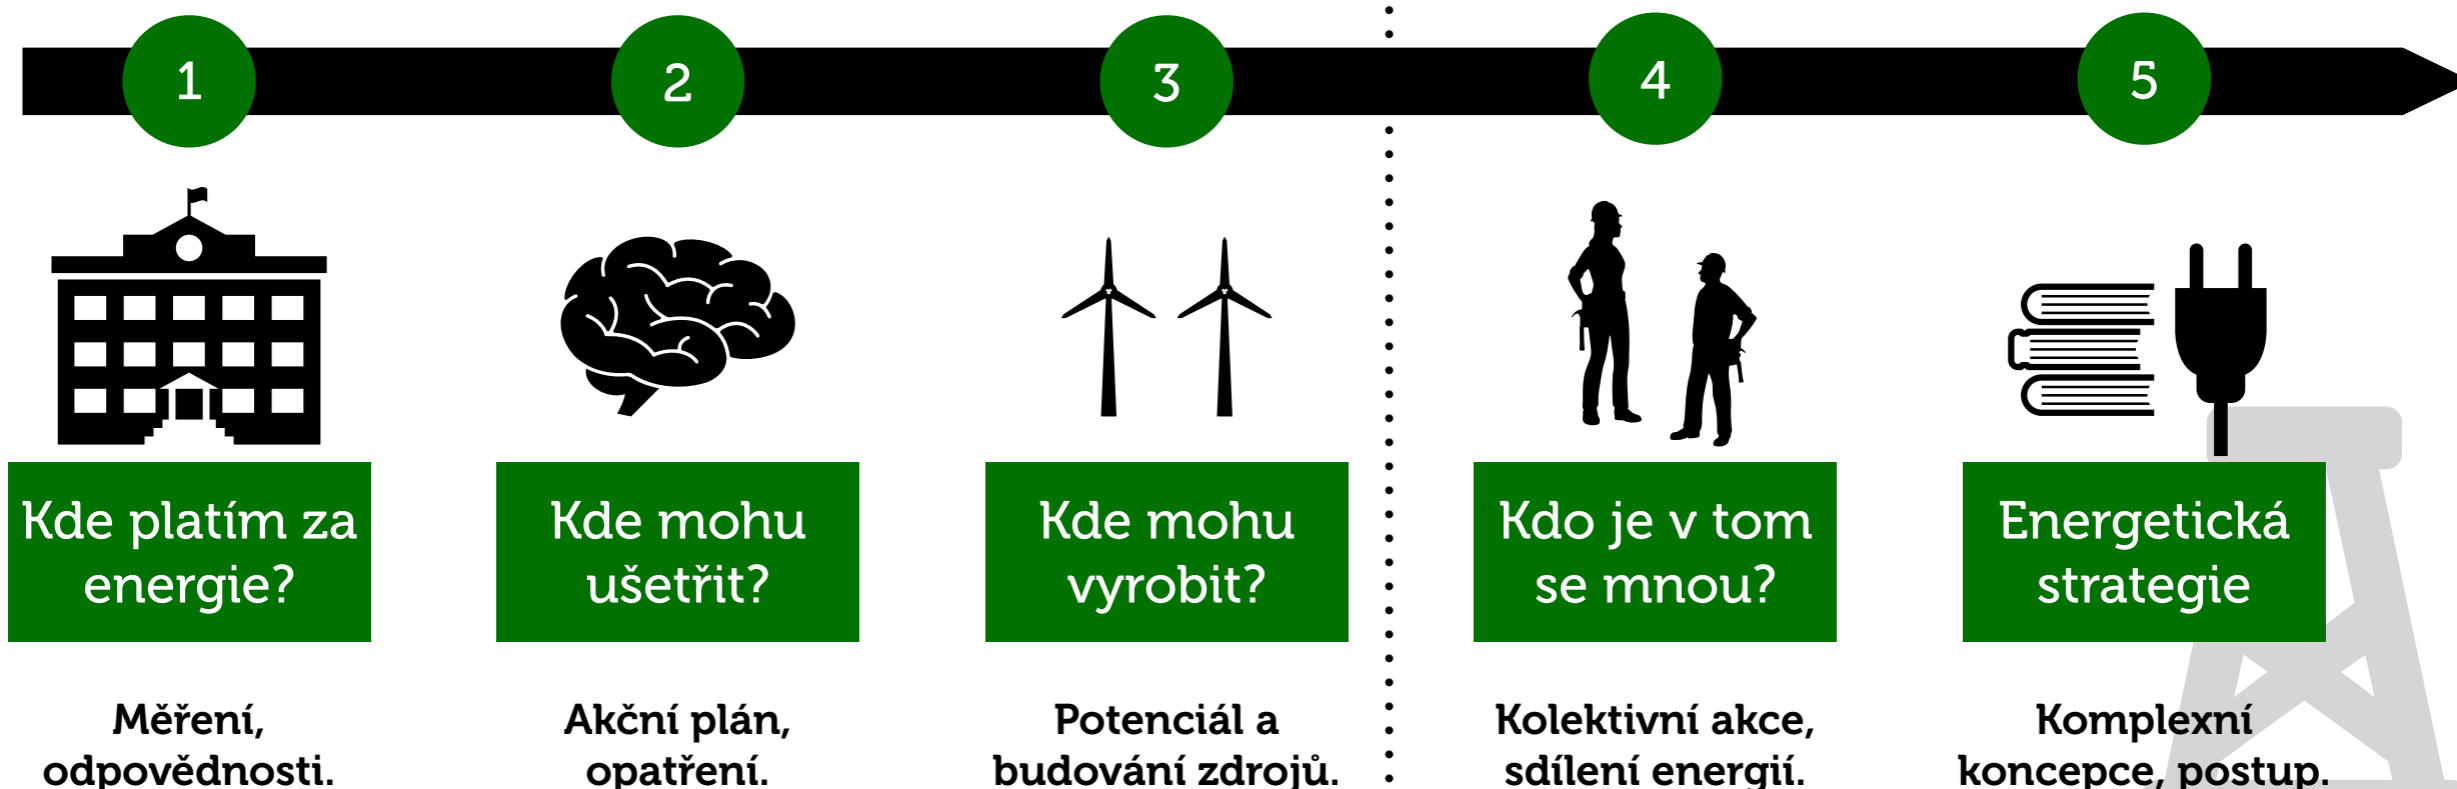 1
2
3
4
5
Kde platím za
energie?
Kde mohu
ušetřit?
Kde mohu
vyrobit?
Kdo je v tom
se mnou?
Energetická
strategie
Měření,
odpovědnosti.
Akční plán,
opatření.
Potenciál a
budování zdrojů.
Kolektivní akce,
sdílení energií.
Komplexní
koncepce, postup.